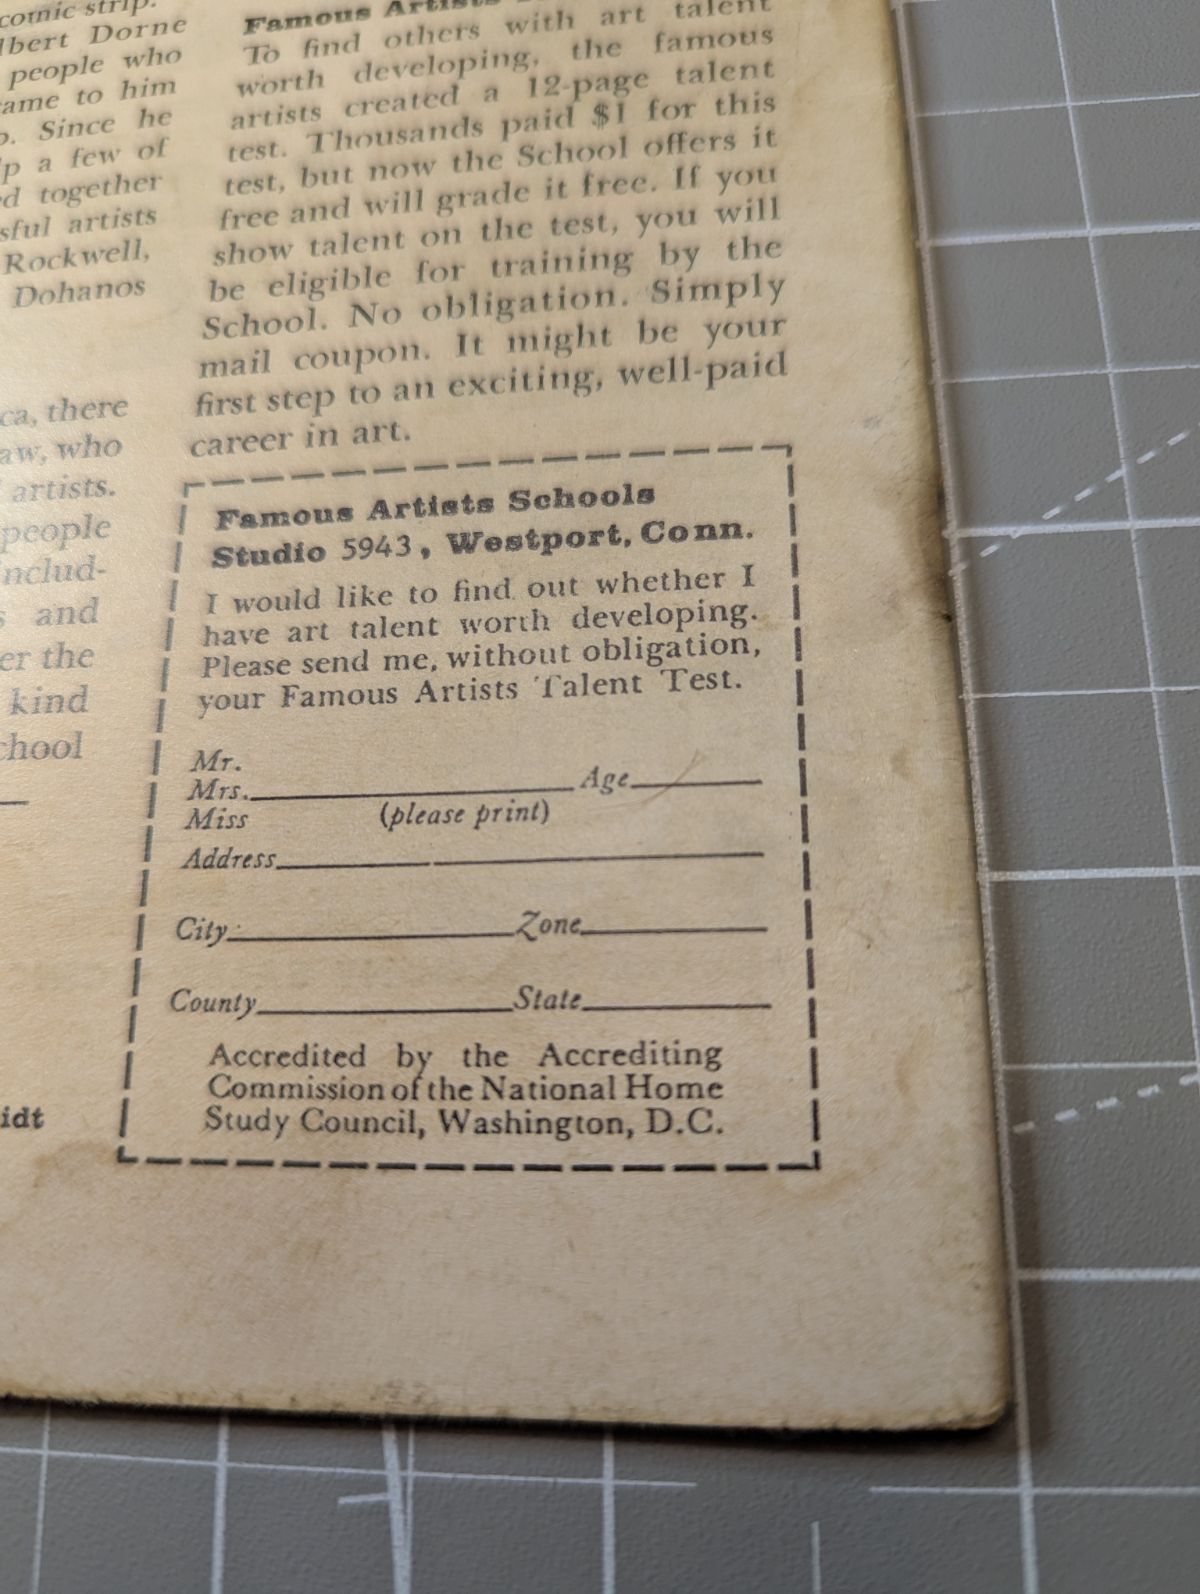 comic strip.
lbert Dorne
people who
ame to him
. Since he
p a few of
d together
sful artists
Rockwell,
Dohanos
ca, there
aw, who
artists.
people
nclud-
s and
er the
kind
chool
idt
Famous Artists
To find others with art talent
worth developing, the famous
artists created a 12-page talent
test. Thousands paid $1 for this
test, but now the School offers it
free and will grade it free. If you
show talent on the test, you will
be eligible for training by the
School. No obligation. Simply
mail coupon. It might be your
first step to an exciting, well-paid
career in art.
Famous Artists Schools
Studio 5943, Westport, Conn.
I would like to find out whether I
have art talent worth developing.
Please send me, without obligation,
your Famous Artists Talent Test.
Mr.
Mrs. Age
Miss (please print)
Address
City Zone
County State
Accredited by the Accrediting
Commission of the National Home
Study Council, Washington, D.C.